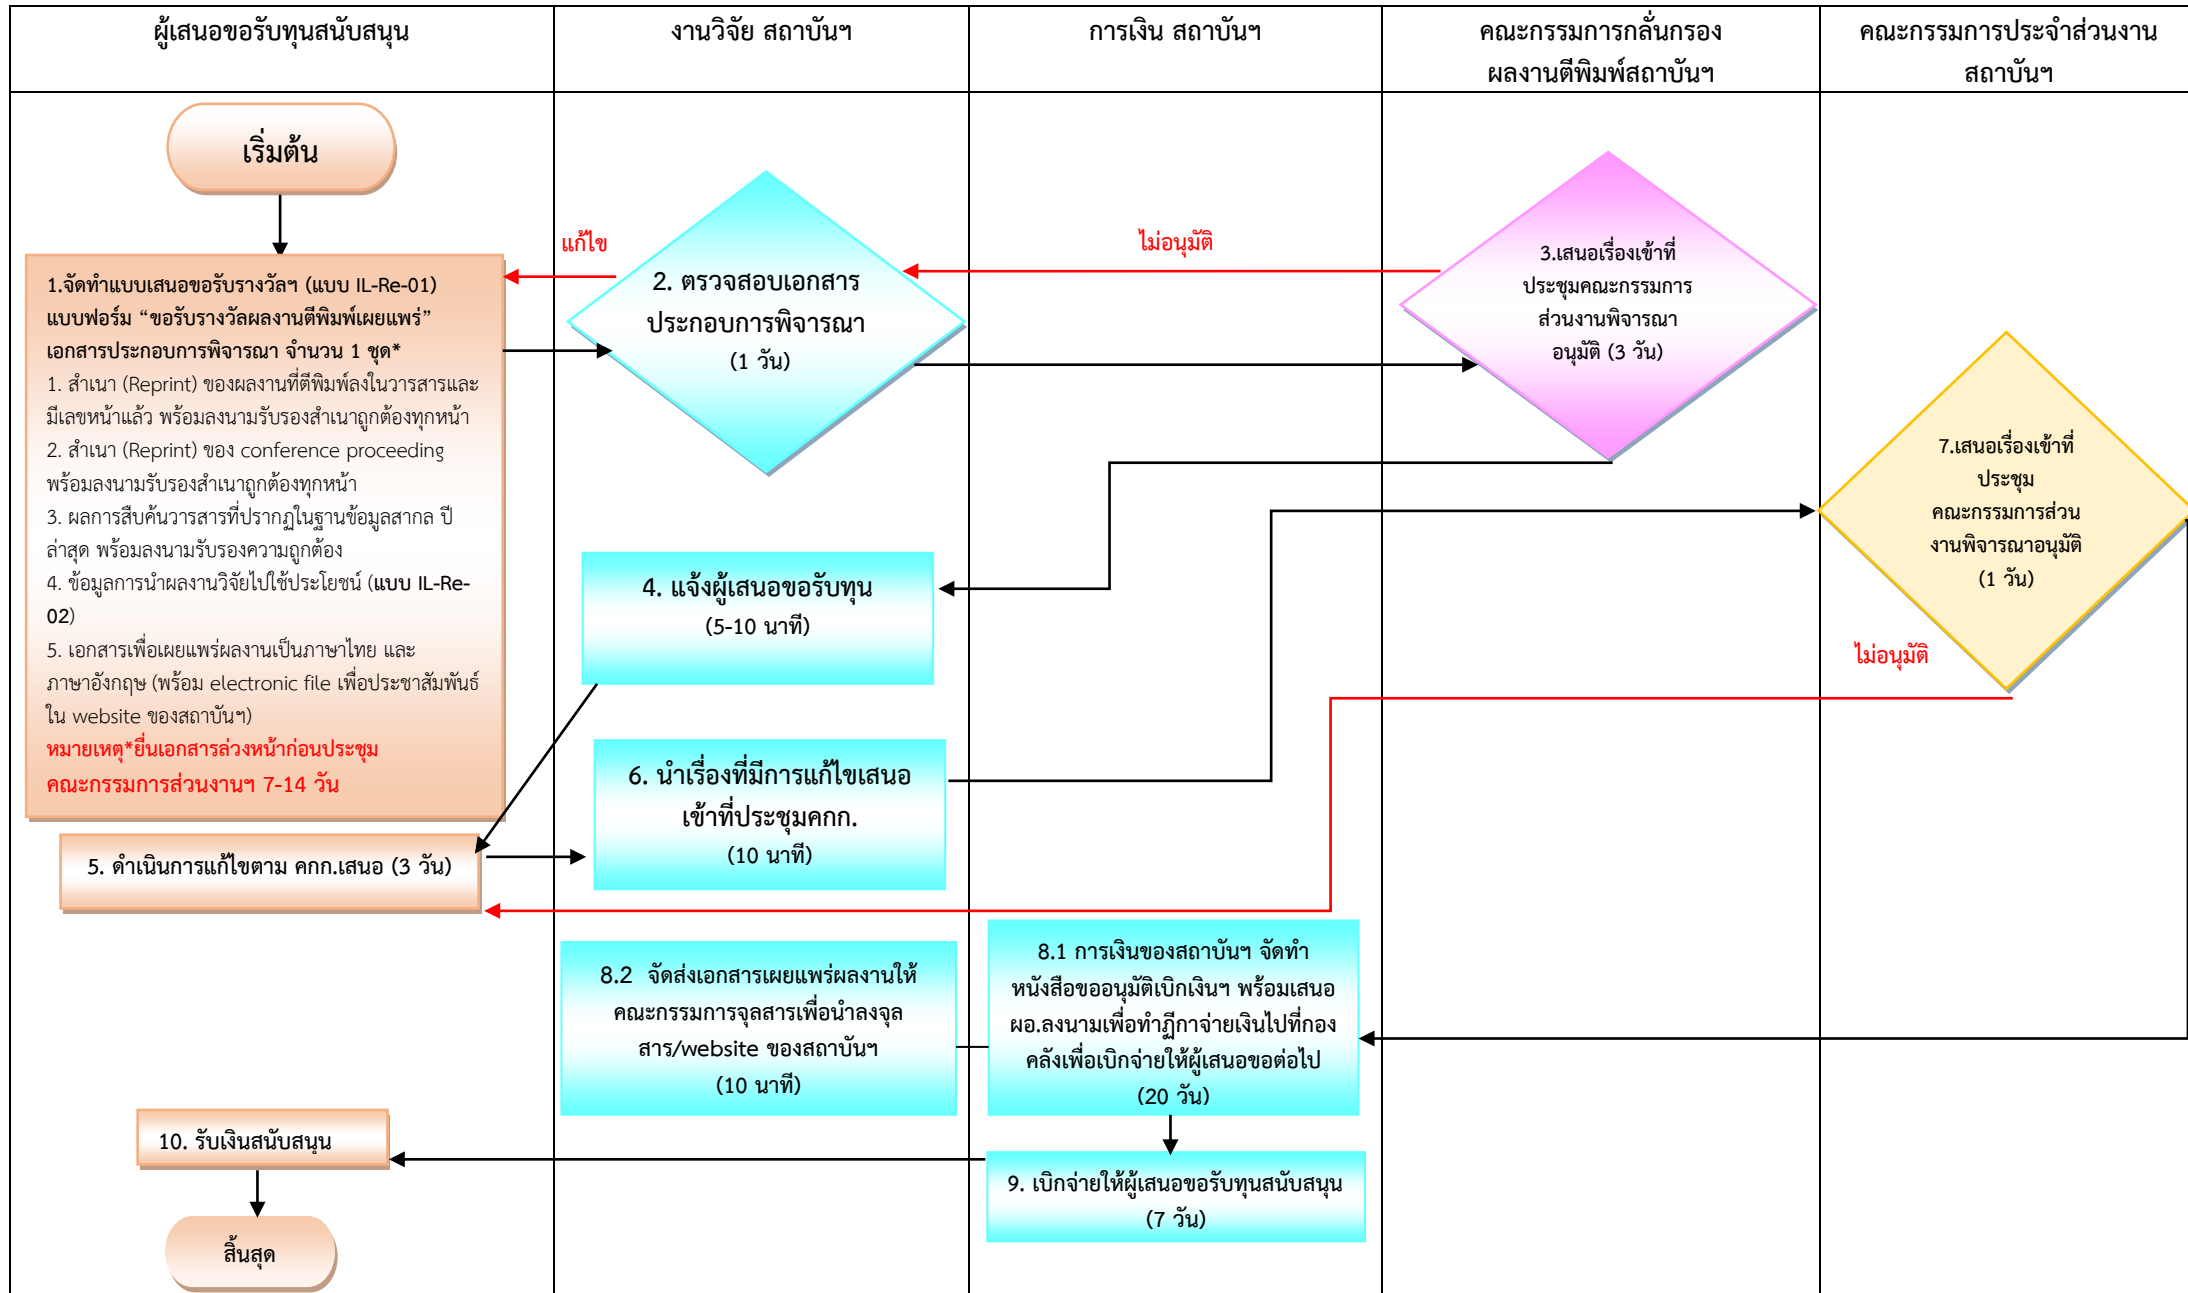 ผู้เสนอขอรับทุนสนับสนุน
งานวิจัย สถาบันฯ
การเงิน สถาบันฯ
คณะกรรมการกลั่นกรอง
ผลงานตีพิมพ์สถาบันฯ
คณะกรรมการประจำส่วนงาน
สถาบันฯ
เริ่มต้น
1.จัดทำแบบเสนอขอรับรางวัลฯ (แบบ IL-Re-01)
แบบฟอร์ม “ขอรับรางวัลผลงานตีพิมพ์เผยแพร่”
เอกสารประกอบการพิจารณา จำนวน 1 ชุด*
1. สำเนา (Reprint) ของผลงานที่ตีพิมพ์ลงในวารสารและ
มีเลขหน้าแล้ว พร้อมลงนามรับรองสำเนาถูกต้องทุกหน้า
2. สำเนา (Reprint) ของ conference proceeding
พร้อมลงนามรับรองสำเนาถูกต้องทุกหน้า
3. ผลการสืบค้นวารสารที่ปรากฏในฐานข้อมูลสากล ปี
ล่าสุด พร้อมลงนามรับรองความถูกต้อง
4. ข้อมูลการนำผลงานวิจัยไปใช้ประโยชน์ (แบบ IL-Re-
02)
5. เอกสารเพื่อเผยแพร่ผลงานเป็นภาษาไทย และ
ภาษาอังกฤษ (พร้อม electronic file เพื่อประชาสัมพันธ์
ใน website ของสถาบันฯ)
หมายเหตุ*ยื่นเอกสารล่วงหน้าก่อนประชุม
คณะกรรมการส่วนงานฯ 7-14 วัน
แก้ไข
2. ตรวจสอบเอกสาร
ประกอบการพิจารณา
(1 วัน)
ไม่อนุมัติ
3.เสนอเรื่องเข้าที่
ประชุมคณะกรรมการ
ส่วนงานพิจารณา
อนุมัติ (3 วัน)
4. แจ้งผู้เสนอขอรับทุน
(5-10 นาที)
5. ดำเนินการแก้ไขตาม คกก.เสนอ (3 วัน)
6. นำเรื่องที่มีการแก้ไขเสนอ
เข้าที่ประชุมคกก.
(10 นาที)
7.เสนอเรื่องเข้าที่
ประชุม
คณะกรรมการส่วน
งานพิจารณาอนุมัติ
(1 วัน)
ไม่อนุมัติ
8.1 การเงินของสถาบันฯ จัดทำ
หนังสือขออนุมัติเบิกเงินฯ พร้อมเสนอ
ผอ.ลงนามเพื่อทำฎีกาจ่ายเงินไปที่กอง
คลังเพื่อเบิกจ่ายให้ผู้เสนอขอต่อไป
(20 วัน)
8.2 จัดส่งเอกสารเผยแพร่ผลงานให้
คณะกรรมการจุลสารเพื่อนำลงจุล
สาร/website ของสถาบันฯ
(10 นาที)
9. เบิกจ่ายให้ผู้เสนอขอรับทุนสนับสนุน
(7 วัน)
10. รับเงินสนับสนุน
สิ้นสุด